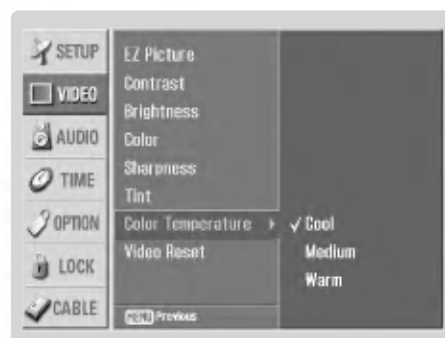 SETUP
VIDEO
AUDIO
TIME
OPTION
LOCK
CABLE
EZ Picture
Contrast
Brightness
Color
Sharpness
Tint
Color Temperature
Video Reset
✓ Cool
Medium
Warm
MENU Previous